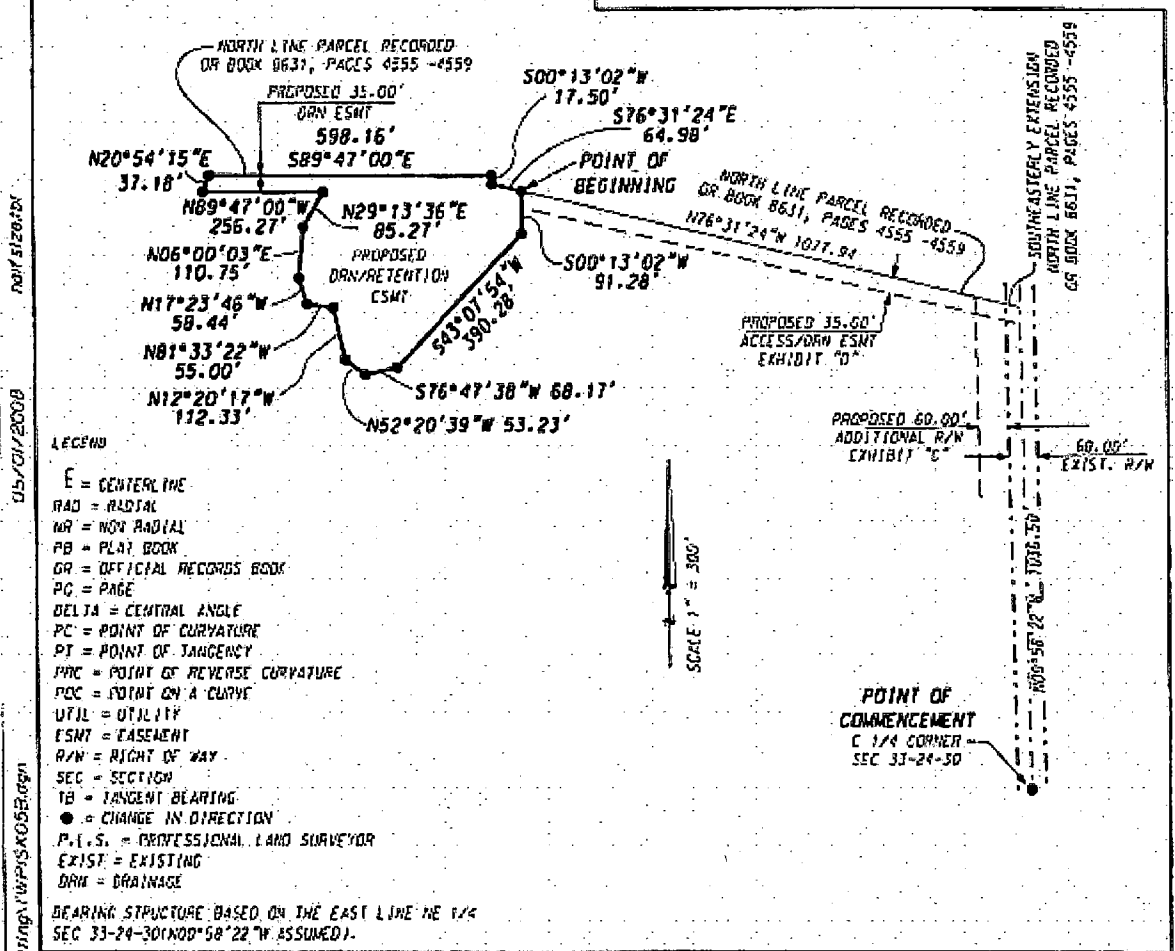 NORTH LINE PARCEL RECORDED
OR BOOK 8631, PAGES 4555 -4559
PROPOSED 35.00'
DRN ESMT
598.16'
S89°47'00"E
S00°13'02"W
17.50'
S76°31'24"E
64.98'
POINT OF
BEGINNING
N20°54'15"E
37.18'
N89°47'00"W
256.27'
N29°13'36"E
85.27'
PROPOSED
DRN/RETENTION
ESMT
N06°00'03"E
110.75'
N17°23'46"W
58.44'
N81°33'22"W
55.00'
N12°20'17"W
112.33'
S43°07'54"W
390.28'
S00°13'02"W
91.28'
S76°47'38"W 68.17'
N52°20'39"W 53.23'
NORTH LINE PARCEL RECORDED
OR BOOK 8631, PAGES 4555 -4559
N76°31'24"W 1077.94
SOUTHEASTERLY EXTENSION
NORTH LINE PARCEL RECORDED
OR BOOK 8631, PAGES 4555 -4559
PROPOSED 35.00'
ACCESS/DRN ESMT
EXHIBIT "D"
PROPOSED 60.00'
ADDITIONAL R/W
EXHIBIT "C"
60.00'
EXIST. R/W
N00°58'22"W
SCALE 1" = 300'
POINT OF
COMMENCEMENT
C 1/4 CORNER
SEC 33-24-30
LEGEND
= CENTERLINE
RAD = RADIAL
NR = NOT RADIAL
PB = PLAT BOOK
OR = OFFICIAL RECORDS BOOK
PG = PAGE
DELTA = CENTRAL ANGLE
PC = POINT OF CURVATURE
PT = POINT OF TANGENCY
PRC = POINT OF REVERSE CURVATURE
POC = POINT ON A CURVE
UTIL = UTILITY
ESMT = EASEMENT
R/W = RIGHT OF WAY
SEC = SECTION
TB = TANGENT BEARING
● = CHANGE IN DIRECTION
P.L.S. = PROFESSIONAL LAND SURVEYOR
EXIST = EXISTING
DRN = DRAINAGE
BEARING STRUCTURE BASED ON THE EAST LINE NE 1/4
SEC 33-24-30(N00°58'22"W ASSUMED).
05/01/2008